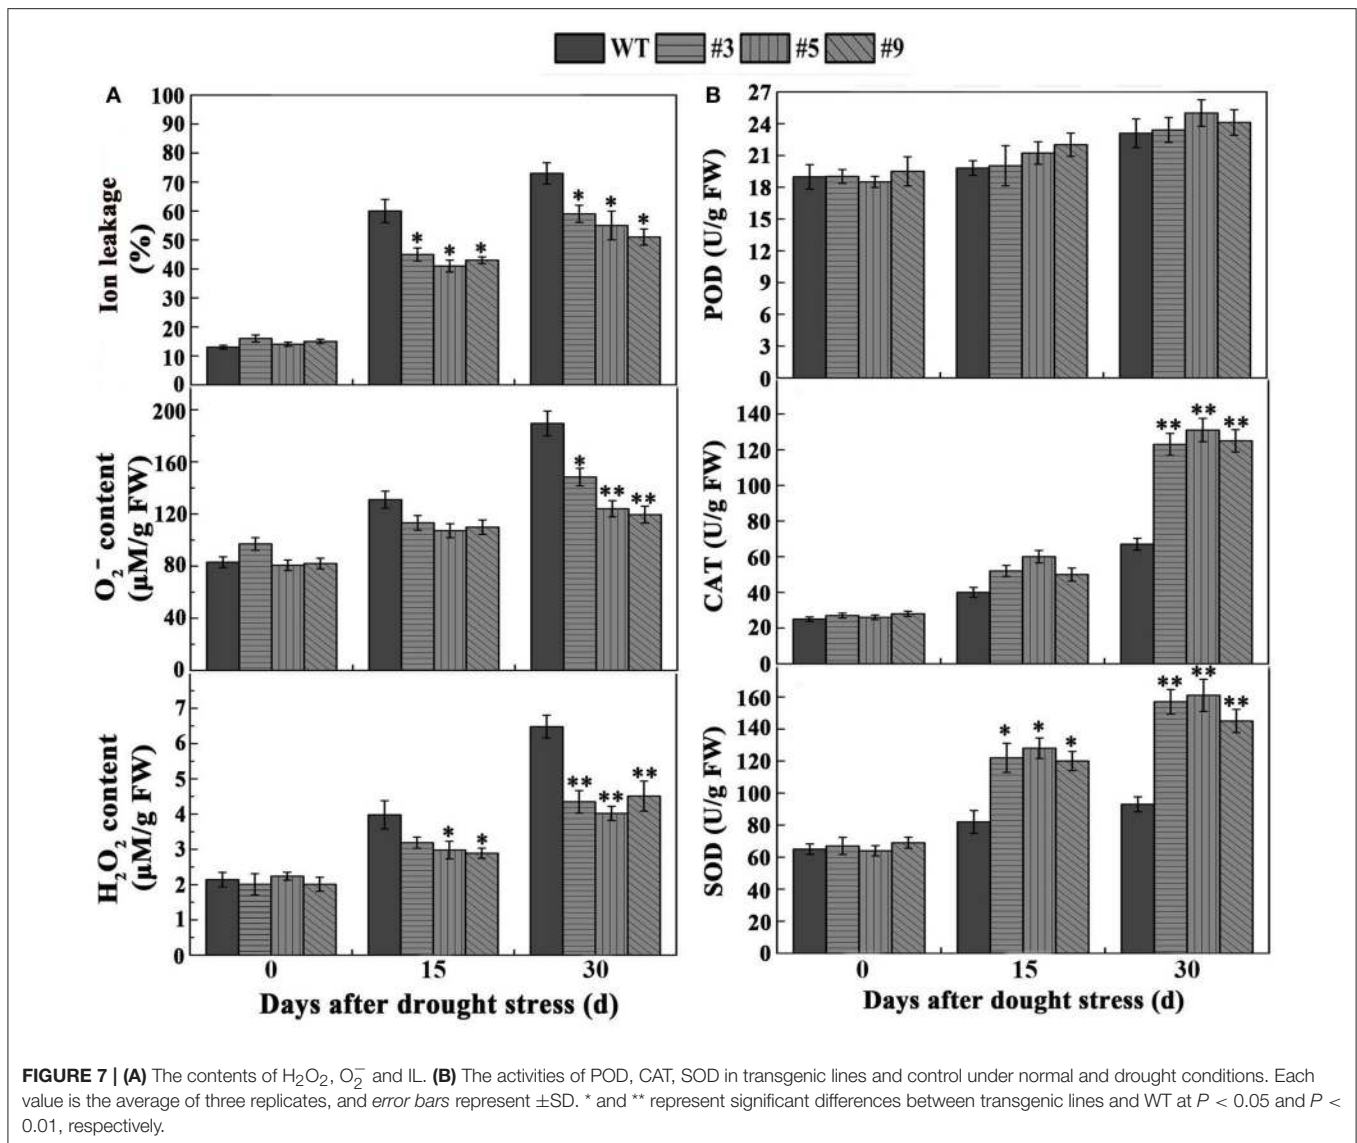 WT #3 #5 #9
A
100
90
80
70
60
50
40
30
20
10
0
Ion leakage
(%)
* * *
* * *
200
160
120
80
40
0
O₂⁻ content
(µM/g FW)
* ** **
7
6
5
4
3
2
1
0
H₂O₂ content
(µM/g FW)
* *
** ** **
0 15 30
Days after drought stress (d)
B
27
24
21
18
15
12
9
6
3
0
POD (U/g FW)
140
120
100
80
60
40
20
0
CAT (U/g FW)
** ** **
160
140
120
100
80
60
40
20
0
SOD (U/g FW)
* * *
** ** **
0 15 30
Days after dought stress (d)
FIGURE 7 | (A) The contents of H₂O₂, O₂⁻ and IL. (B) The activities of POD, CAT, SOD in transgenic lines and control under normal and drought conditions. Each
value is the average of three replicates, and error bars represent ±SD. * and ** represent significant differences between transgenic lines and WT at P < 0.05 and P <
0.01, respectively.